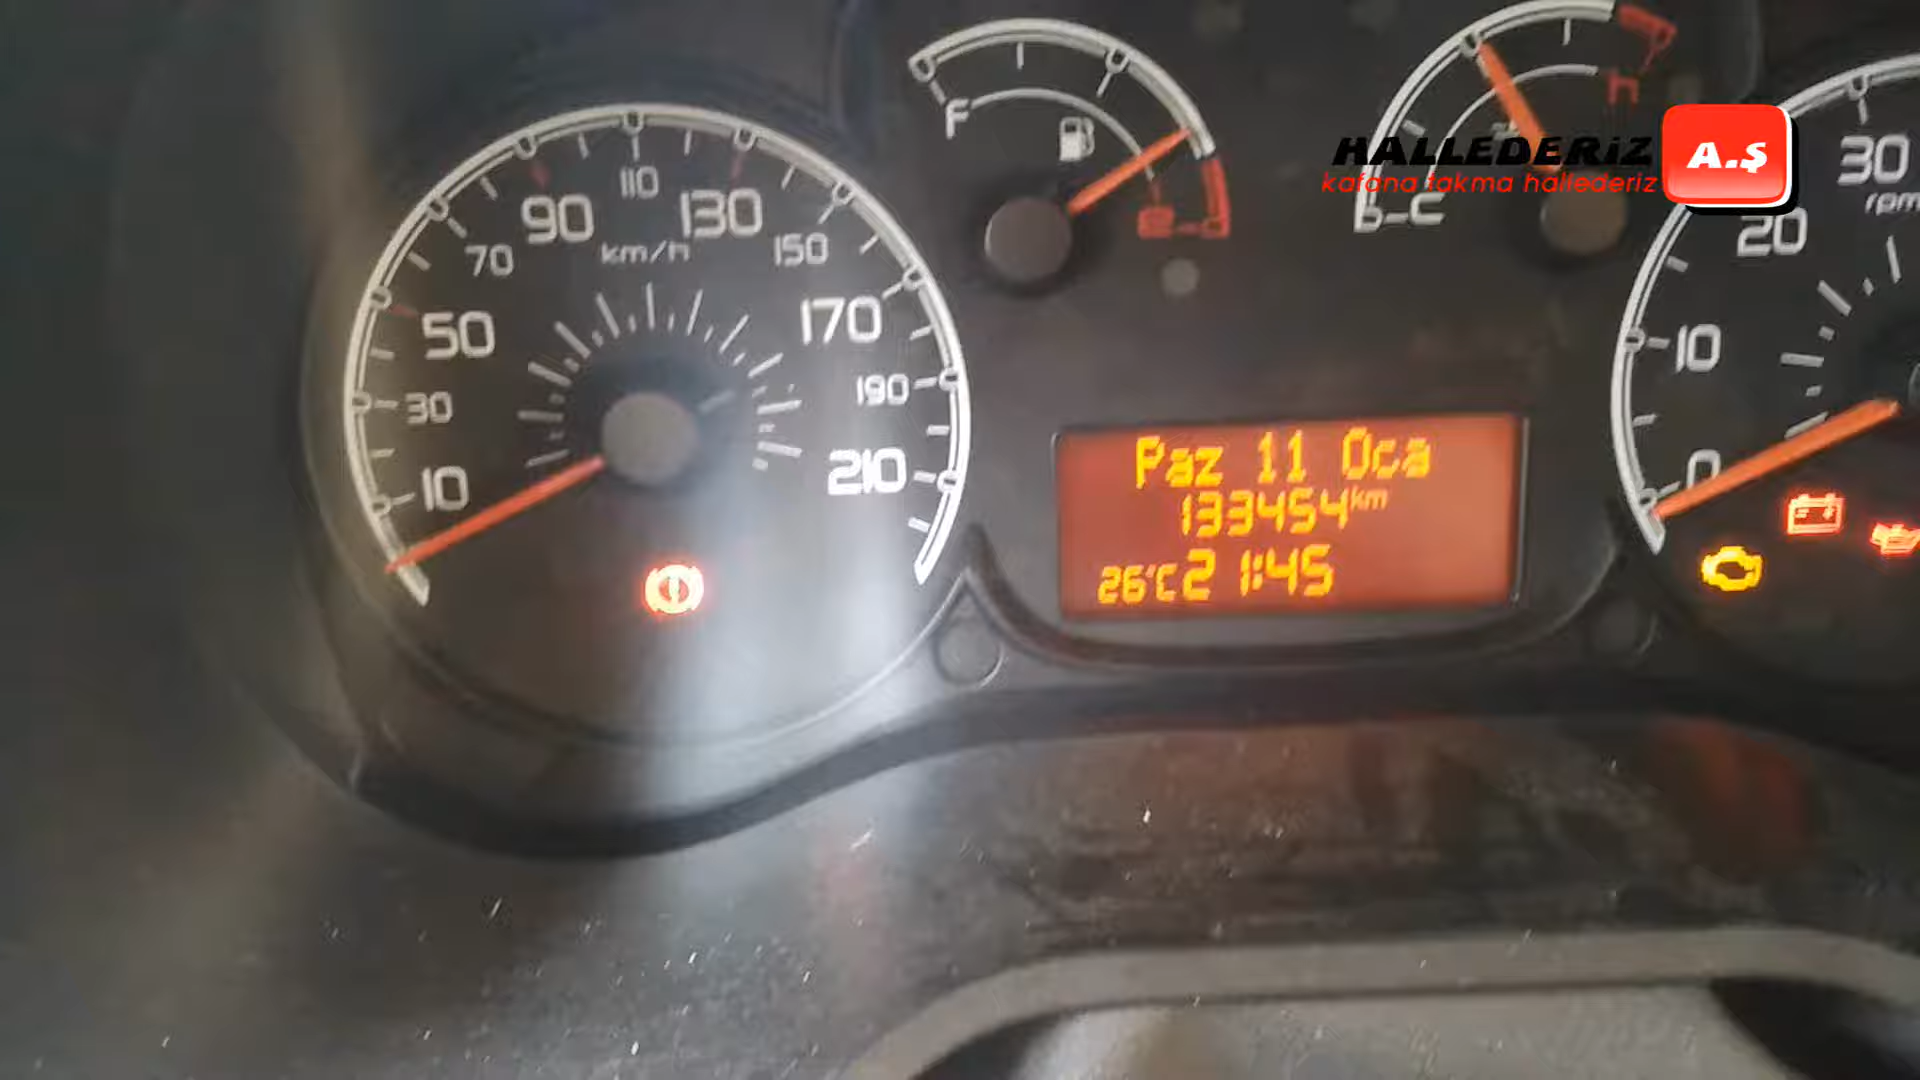 F
h
HALLEDERİZ
A.Ş
kafana takma hallederiz
30
rpm
20
10
0
110
90
130
70
km/h
150
50
170
30
190
10
210
Paz 11 Oca
133454km
26°C 21:45